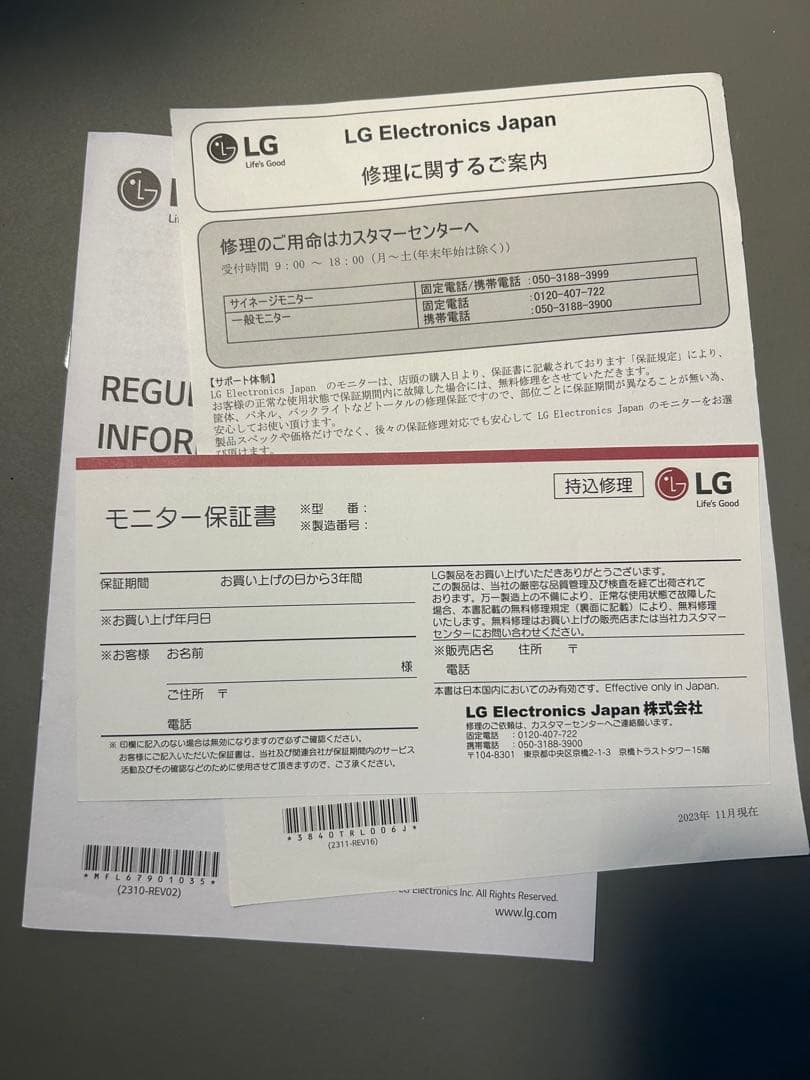 LG
Life's Good
LG Electronics Japan
修理に関するご案内
修理のご用命はカスタマーセンターへ
受付時間 9:00 ~ 18:00 (月~土(年末年始は除く))
サイネージモニター 固定電話/携帯電話 :050-3188-3999
一般モニター 固定電話 :0120-407-722
携帯電話 :050-3188-3900
【サポート体制】
LG Electronics Japan のモニターは、店頭の購入日より、保証書に記載されております「保証規定」により、
お客様の正常な使用状態で保証期間内に故障した場合には、無料修理をさせていただきます。
筐体、パネル、バックライトなどトータルの修理保証ですので、部位ごとに保証期間が異なることが無い為、
安心してお使い頂けます。
製品スペックや価格だけでなく、後々の保証修理対応でも安心して LG Electronics Japan のモニターをお選
び頂けます。
REGU
INFOR
モニター保証書
※型 番:
※製造番号:
持込修理
LG
Life's Good
保証期間 お買い上げの日から3年間
※お買い上げ年月日
※お客様 お名前
様
ご住所 〒
電話
※ 印欄に記入のない場合は無効になりますので必ずご確認ください。
お客様にご記入いただいた保証書は、当社及び関連会社が保証期間内のサービス
活動及びその確認などのために使用させて頂きますので、ご了承ください。
LG製品をお買い上げいただきありがとうございます。
この製品は、当社の厳密な品質管理及び検査を経て出荷されて
おります。万一製造上の不備により、正常な使用状態で故障した
場合、本書記載の無料修理規定(裏面に記載)により、無料修理
いたします。無料修理はお買い上げの販売店または当社カスタマー
センターにお問い合わせください。
※販売店名 住所 〒
電話
本書は日本国内においてのみ有効です。Effective only in Japan.
LG Electronics Japan 株式会社
修理のご依頼は、カスタマーセンターへご連絡願います。
固定電話 :0120-407-722
携帯電話 :050-3188-3900
〒104-8301 東京都中央区京橋2-1-3 京橋トラストタワー15階
*3840TRL006J*
(2311-REV16)
2023年 11月現在
*MFL67901035*
(2310-REV02)
LG Electronics Inc. All Rights Reserved.
www.lg.com